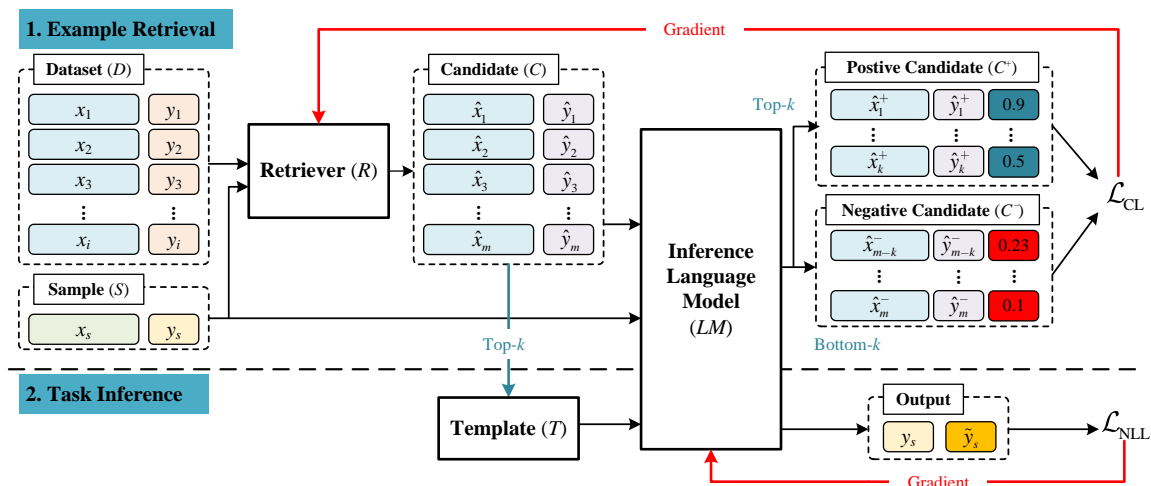 1. Example Retrieval
Gradient
Dataset (D)
x₁ y₁
x₂ y₂
x₃ y₃
⋮ ⋮
xᵢ yᵢ
Sample (S)
xₛ yₛ
Retriever (R)
Candidate (C)
x̂₁ ŷ₁
x̂₂ ŷ₂
x̂₃ ŷ₃
⋮ ⋮
x̂ₘ ŷₘ
Top-k
Inference
Language
Model
(LM)
Top-k
Postive Candidate (C⁺)
x̂₁⁺ ŷ₁⁺ 0.9
⋮ ⋮ ⋮
x̂ₖ⁺ ŷₖ⁺ 0.5
Negative Candidate (C⁻)
x̂ₘ₋ₖ⁻ ŷₘ₋ₖ⁻ 0.23
⋮ ⋮ ⋮
x̂ₘ⁻ ŷₘ⁻ 0.1
Bottom-k
ℒCL
2. Task Inference
Template (T)
Output
yₛ ỹₛ
ℒNLL
Gradient